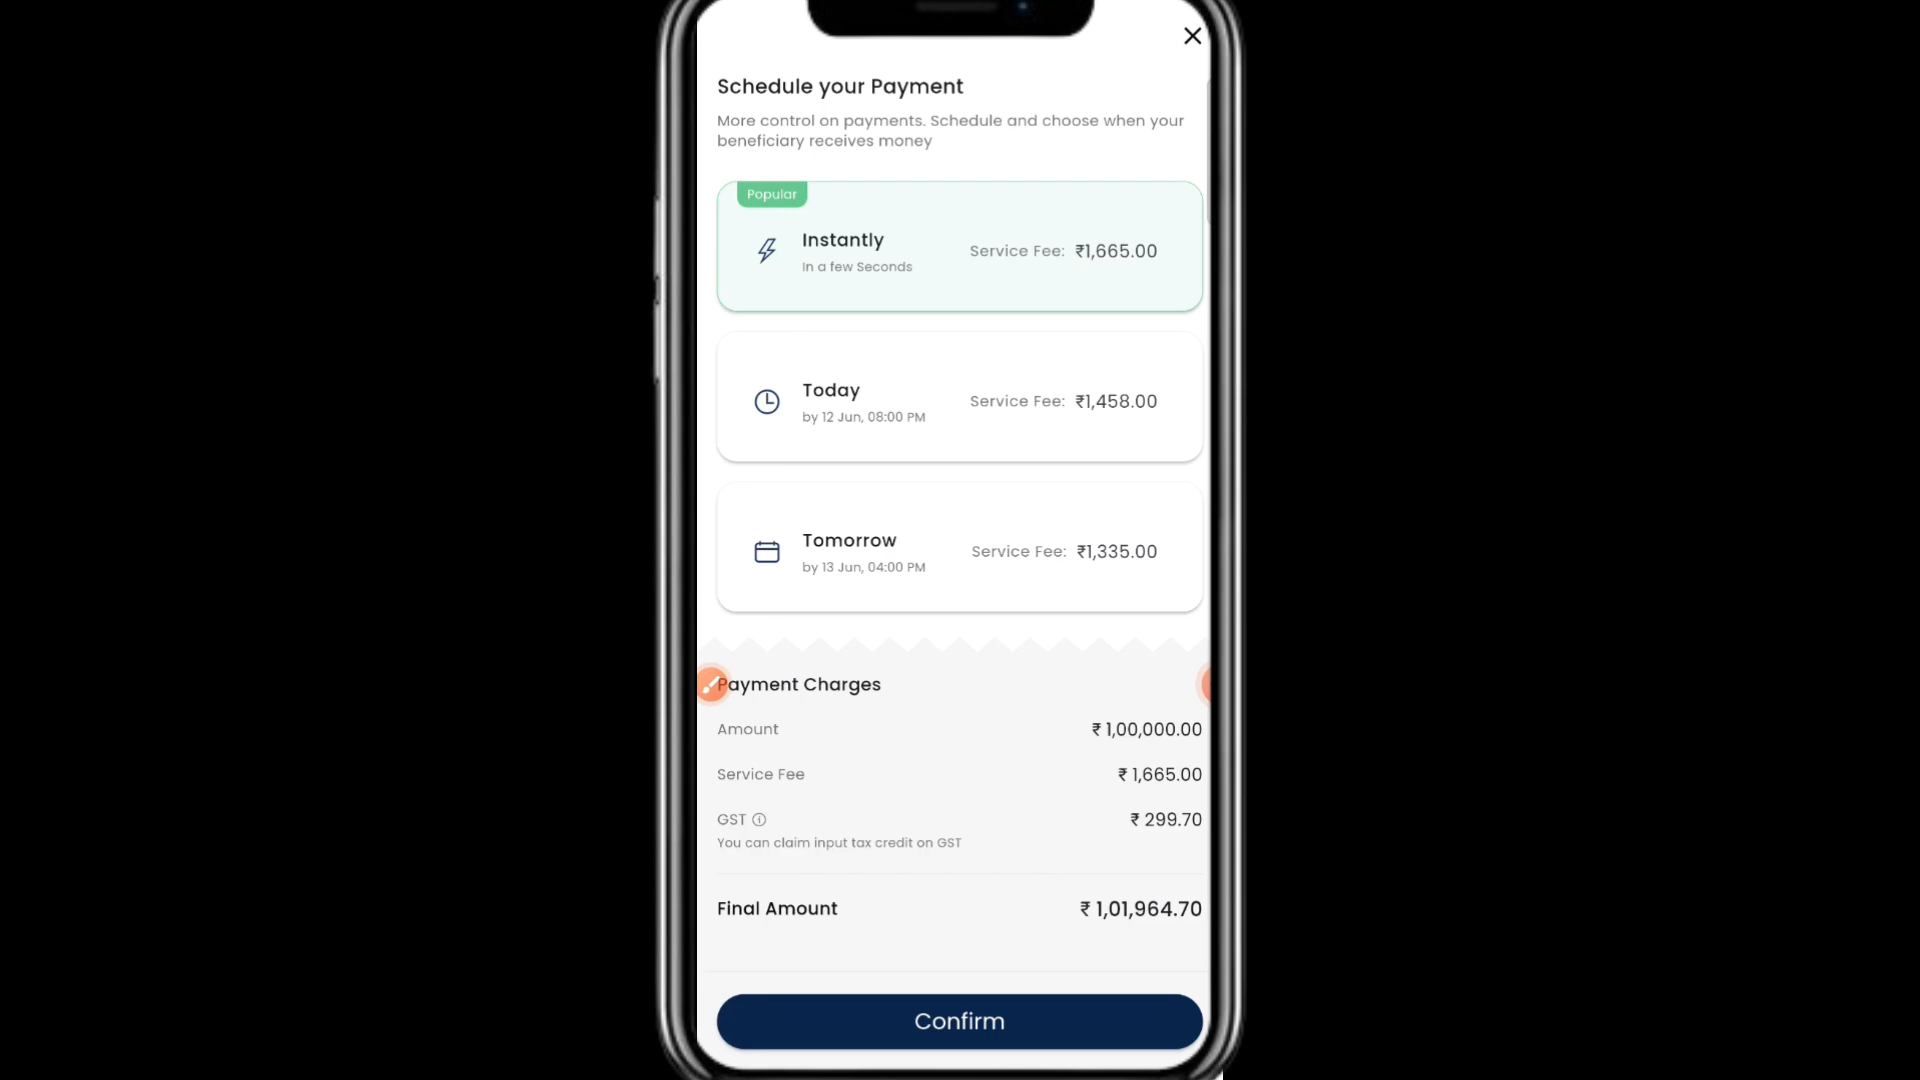 Schedule your Payment
More control on payments. Schedule and choose when your
beneficiary receives money
Popular
Instantly
In a few Seconds
Service Fee: ₹1,665.00
Today
by 12 Jun, 08:00 PM
Service Fee: ₹1,458.00
Tomorrow
by 13 Jun, 04:00 PM
Service Fee: ₹1,335.00
Payment Charges
Amount ₹ 1,00,000.00
Service Fee ₹ 1,665.00
GST ₹ 299.70
You can claim input tax credit on GST
Final Amount ₹ 1,01,964.70
Confirm